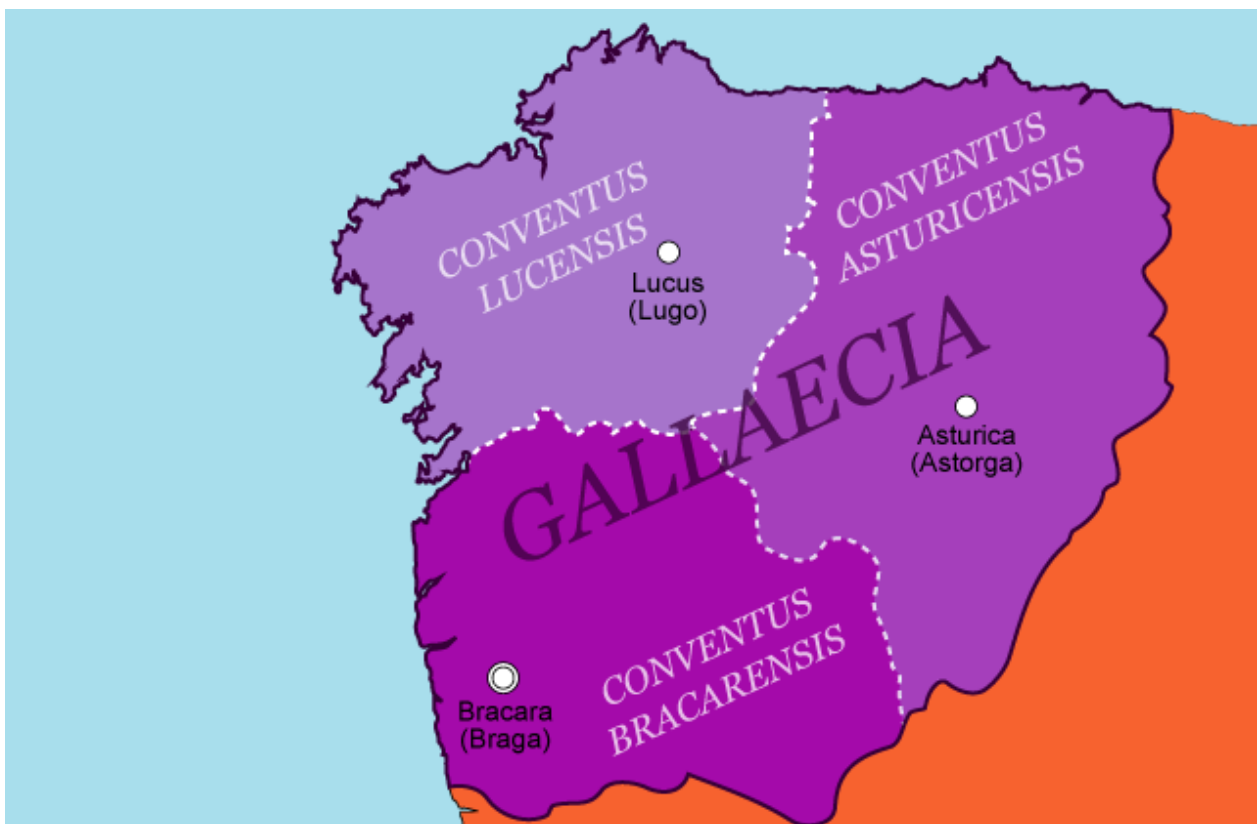 CONVENTUS
LUCENSIS
Lucus
(Lugo)
CONVENTUS
ASTURICENSIS
GALLAECIA
Asturica
(Astorga)
CONVENTUS
BRACARENSIS
Bracara
(Braga)